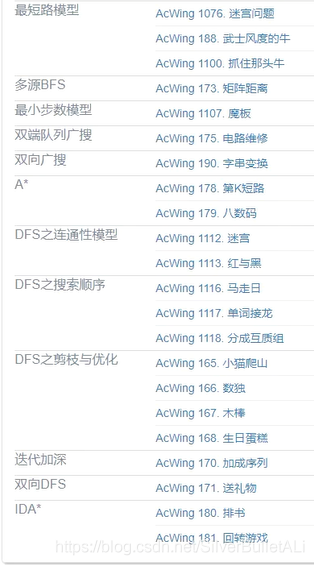 最短路模型 AcWing 1076. 迷宫问题
AcWing 188. 武士风度的牛
AcWing 1100. 抓住那头牛
多源BFS AcWing 173. 矩阵距离
最小步数模型 AcWing 1107. 魔板
双端队列广搜 AcWing 175. 电路维修
双向广搜 AcWing 190. 字串变换
A* AcWing 178. 第K短路
AcWing 179. 八数码
DFS之连通性模型 AcWing 1112. 迷宫
AcWing 1113. 红与黑
DFS之搜索顺序 AcWing 1116. 马走日
AcWing 1117. 单词接龙
AcWing 1118. 分成互质组
DFS之剪枝与优化 AcWing 165. 小猫爬山
AcWing 166. 数独
AcWing 167. 木棒
AcWing 168. 生日蛋糕
迭代加深 AcWing 170. 加成序列
双向DFS AcWing 171. 送礼物
IDA* AcWing 180. 排书
AcWing 181. 回转游戏
https://blog.csdn.net/SilverBulletALi